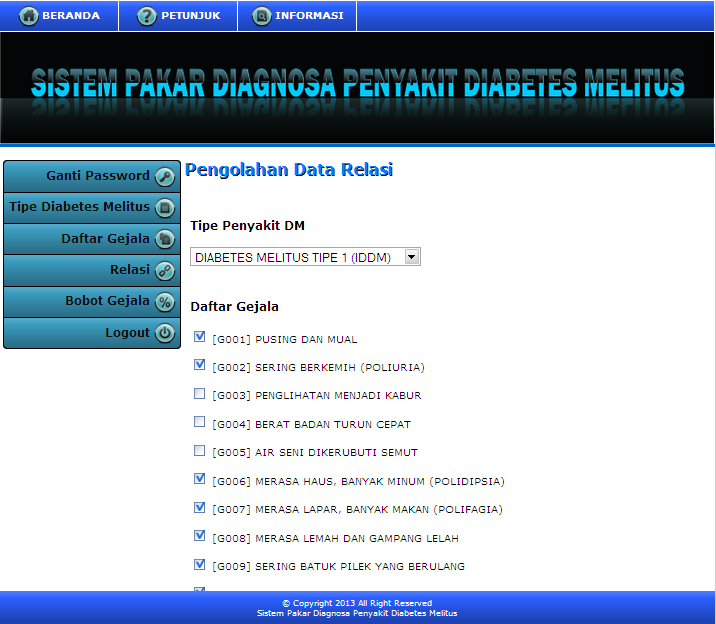 BERANDA
PETUNJUK
INFORMASI
SISTEM PAKAR DIAGNOSA PENYAKIT DIABETES MELITUS
Ganti Password
Tipe Diabetes Melitus
Daftar Gejala
Relasi
Bobot Gejala
Logout
Pengolahan Data Relasi
Tipe Penyakit DM
DIABETES MELITUS TIPE 1 (IDDM)
Daftar Gejala
[G001] PUSING DAN MUAL
[G002] SERING BERKEMIH (POLIURIA)
[G003] PENGLIHATAN MENJADI KABUR
[G004] BERAT BADAN TURUN CEPAT
[G005] AIR SENI DIKERUBUTI SEMUT
[G006] MERASA HAUS, BANYAK MINUM (POLIDIPSIA)
[G007] MERASA LAPAR, BANYAK MAKAN (POLIFAGIA)
[G008] MERASA LEMAH DAN GAMPANG LELAH
[G009] SERING BATUK PILEK YANG BERULANG
© Copyright 2013 All Right Reserved
Sistem Pakar Diagnosa Penyakit Diabetes Melitus